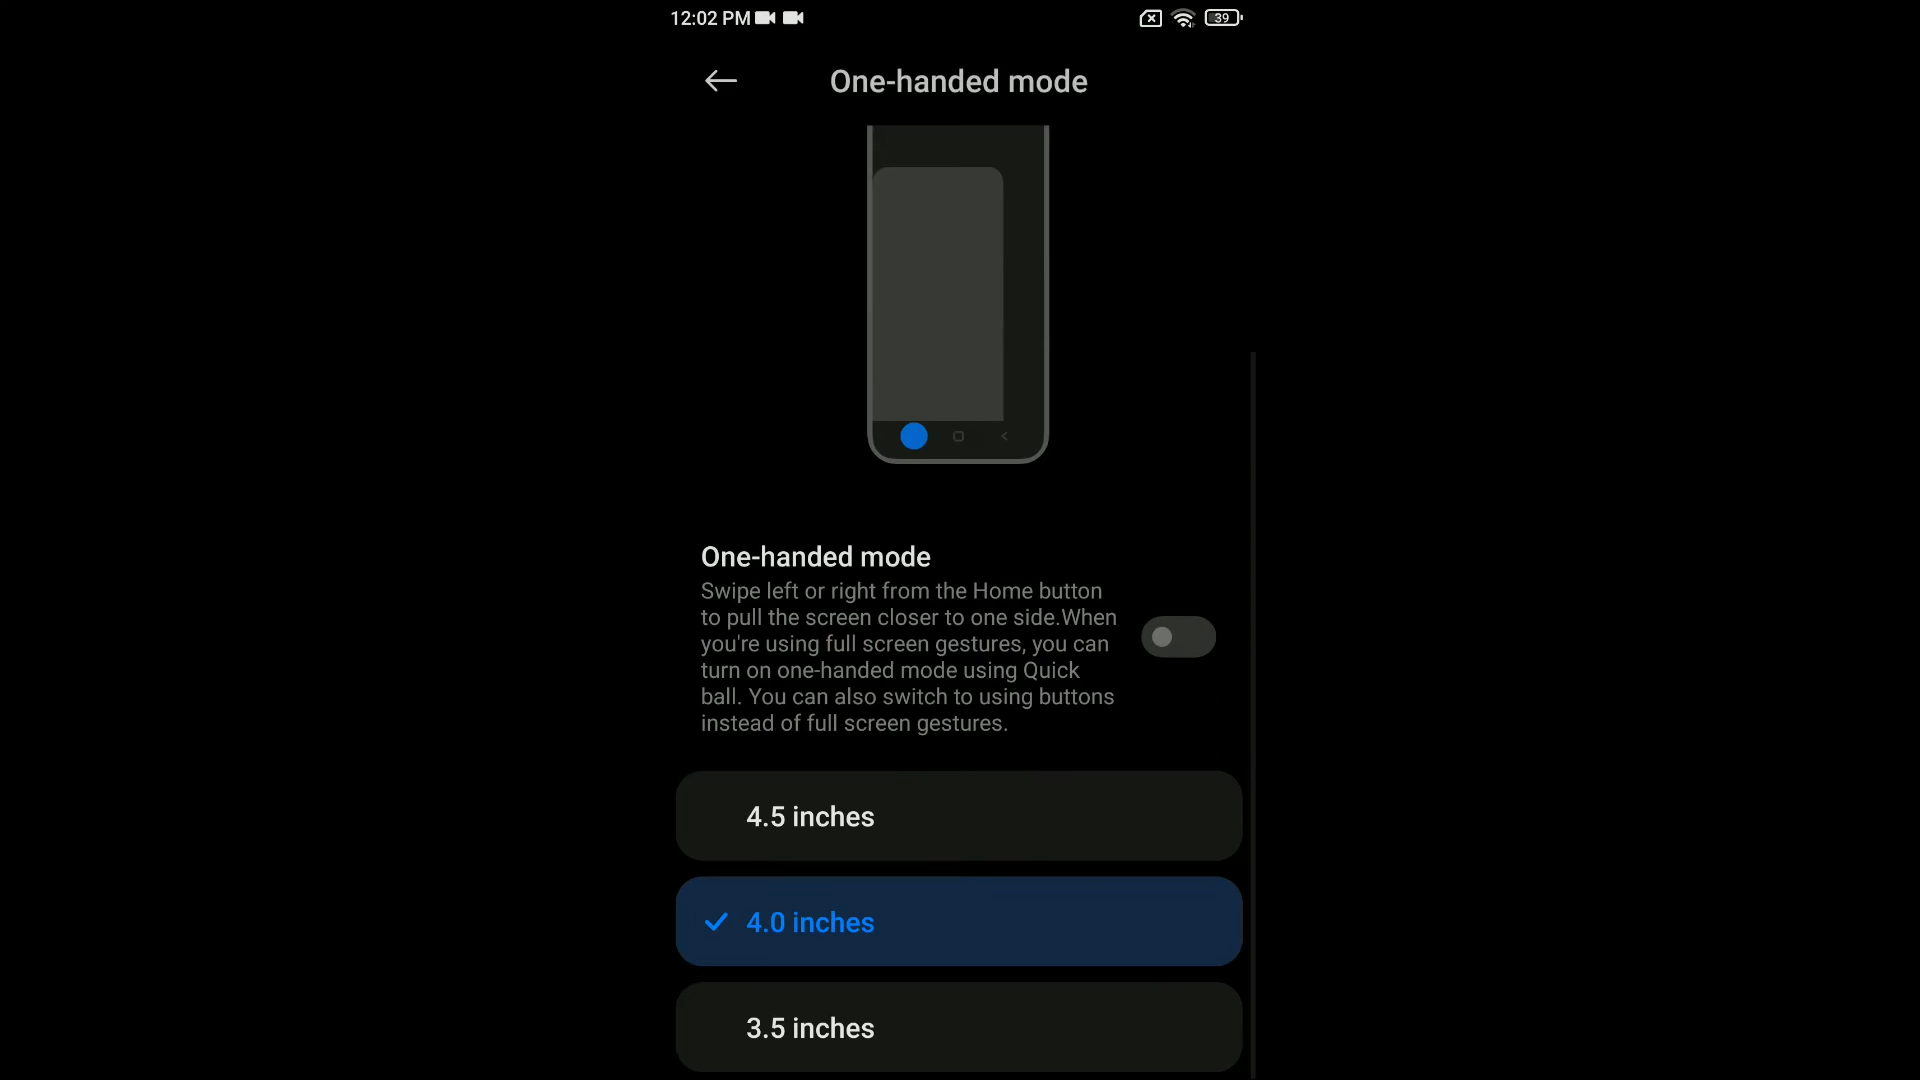 12:02 PM
39
One-handed mode
One-handed mode
Swipe left or right from the Home button
to pull the screen closer to one side.When
you're using full screen gestures, you can
turn on one-handed mode using Quick
ball. You can also switch to using buttons
instead of full screen gestures.
4.5 inches
4.0 inches
3.5 inches